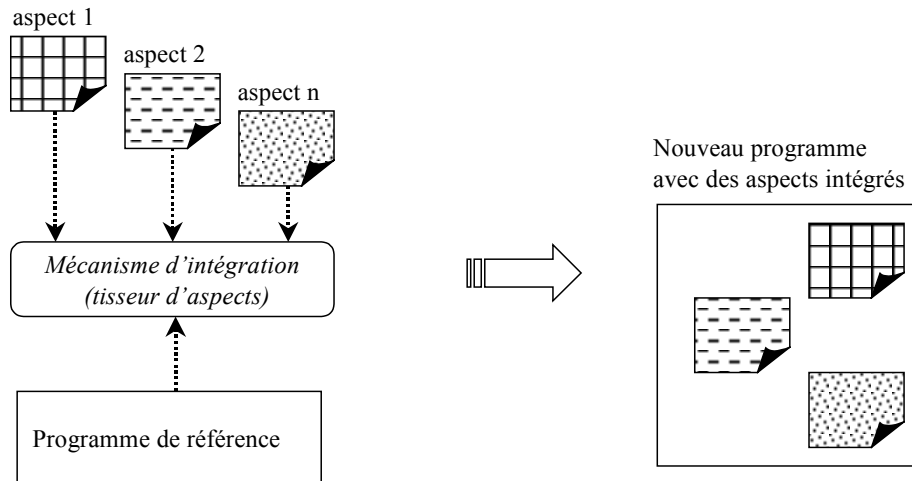 aspect 1
aspect 2
aspect n
Mécanisme d’intégration
(tisseur d’aspects)
Programme de référence
Nouveau programme
avec des aspects intégrés